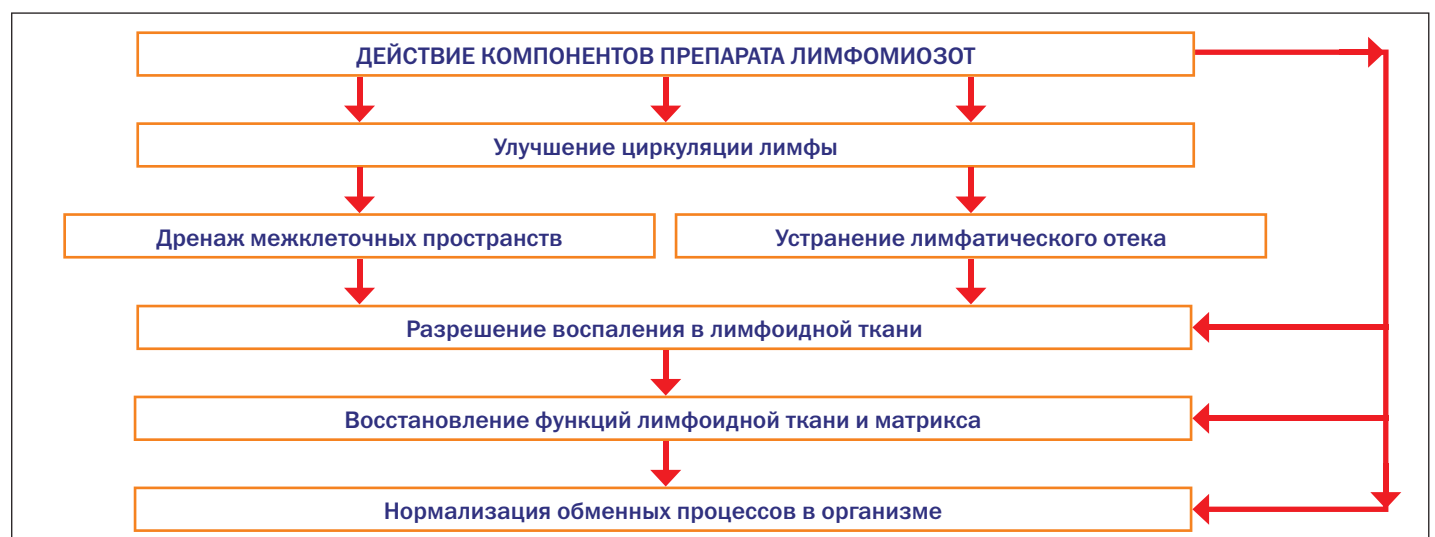 ДЕЙСТВИЕ КОМПОНЕНТОВ ПРЕПАРАТА ЛИМФОМИОЗОТ
Улучшение циркуляции лимфы
Дренаж межклеточных пространств
Устранение лимфатического отека
Разрешение воспаления в лимфоидной ткани
Восстановление функций лимфоидной ткани и матрикса
Нормализация обменных процессов в организме